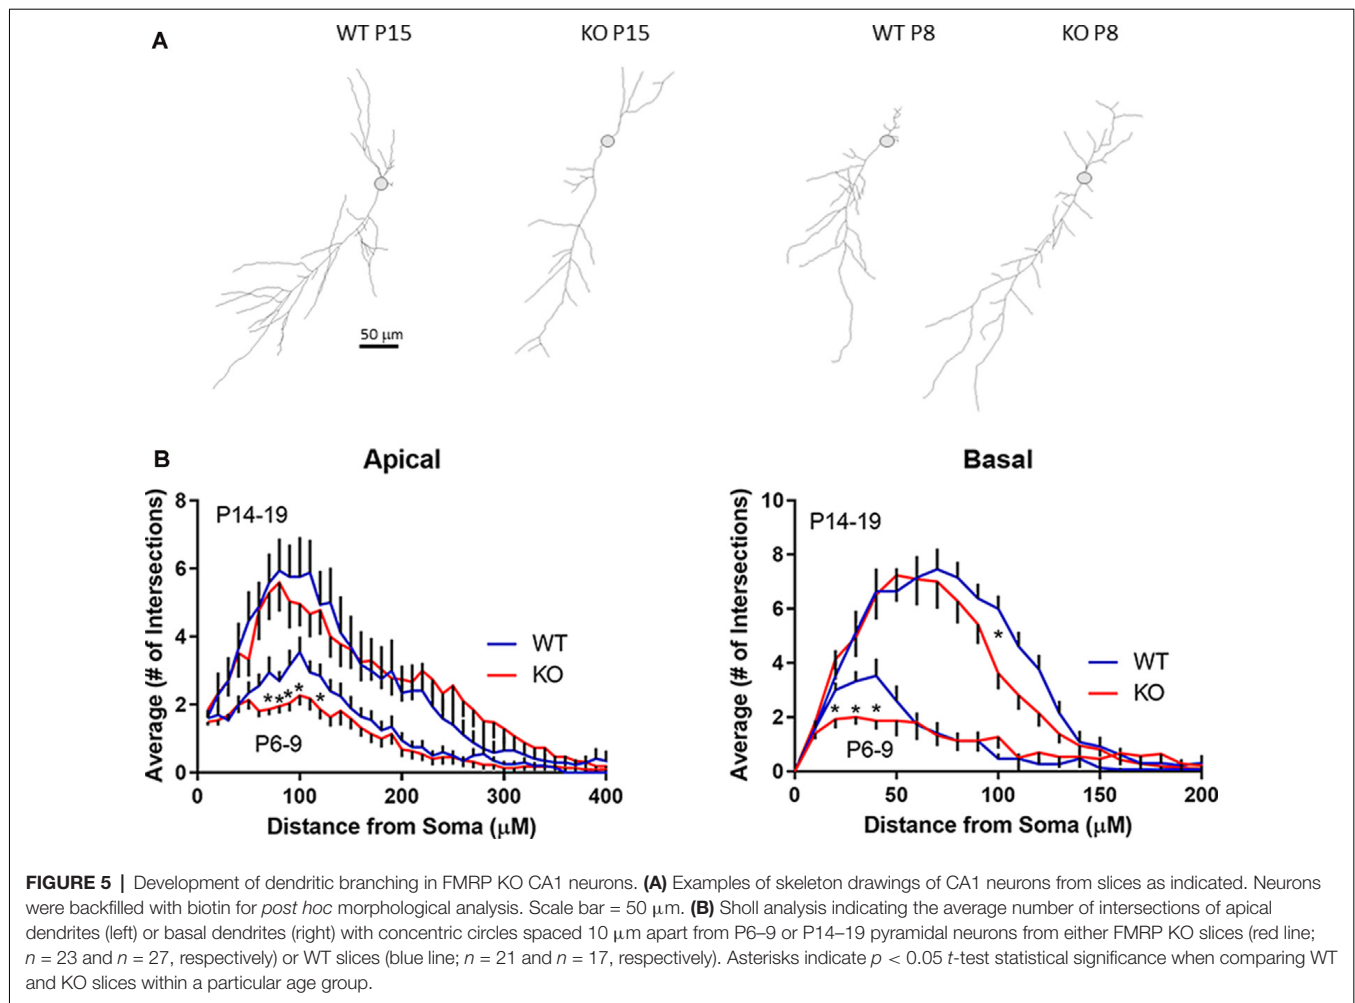 A
WT P15
KO P15
WT P8
KO P8
50 μm
B
Apical
Average (# of Intersections)
8
6
4
2
0
P14-19
P6-9
*
*
*
*
*
WT
KO
0
100
200
300
400
Distance from Soma (μM)
Basal
Average (# of Intersections)
10
8
6
4
2
0
P14-19
P6-9
*
*
*
*
WT
KO
0
50
100
150
200
Distance from Soma (μM)
FIGURE 5 | Development of dendritic branching in FMRP KO CA1 neurons. (A) Examples of skeleton drawings of CA1 neurons from slices as indicated. Neurons
were backfilled with biotin for post hoc morphological analysis. Scale bar = 50 μm. (B) Sholl analysis indicating the average number of intersections of apical
dendrites (left) or basal dendrites (right) with concentric circles spaced 10 μm apart from P6–9 or P14–19 pyramidal neurons from either FMRP KO slices (red line;
n = 23 and n = 27, respectively) or WT slices (blue line; n = 21 and n = 17, respectively). Asterisks indicate p < 0.05 t-test statistical significance when comparing WT
and KO slices within a particular age group.